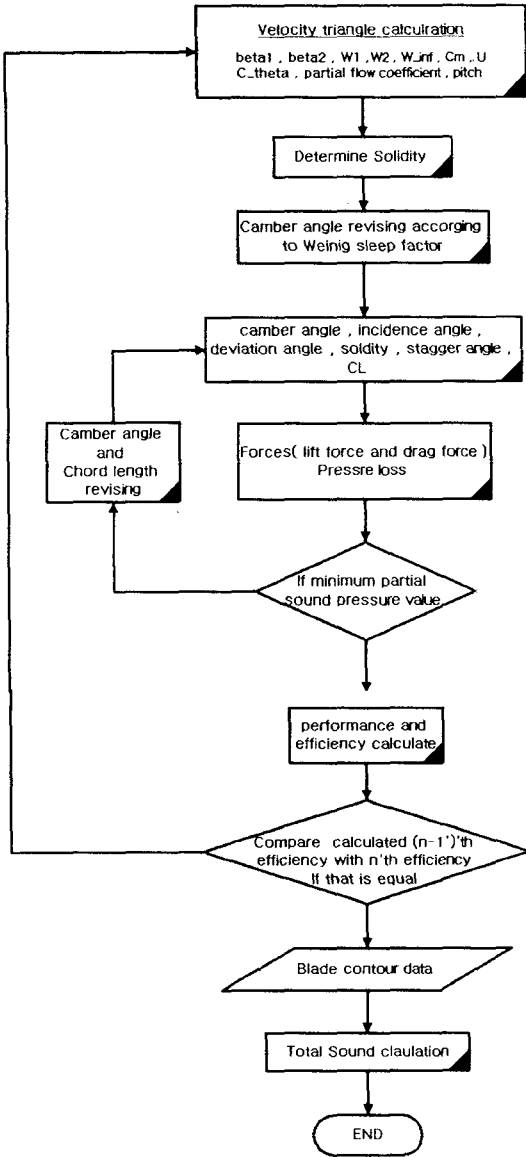 Velocity triangle calculration
beta1 , beta2 , W1 , W2 , W_inf , Cm , U
C_theta , partial flow coefficient , pitch
Determine Solidity
Camber angle revising accorging
to Weinig sleep factor
camber angle , incidence angle ,
deviation angle , soldity , stagger angle ,
CL
Camber angle
and
Chord length
revising
Forces( lift force and drag force )
Pressre loss
If minimum partial
sound pressure value
performance and
efficiency calculate
Compare calculated (n-1')'th
efficiency with n'th efficiency
If that is equal
Blade contour data
Total Sound claulation
END